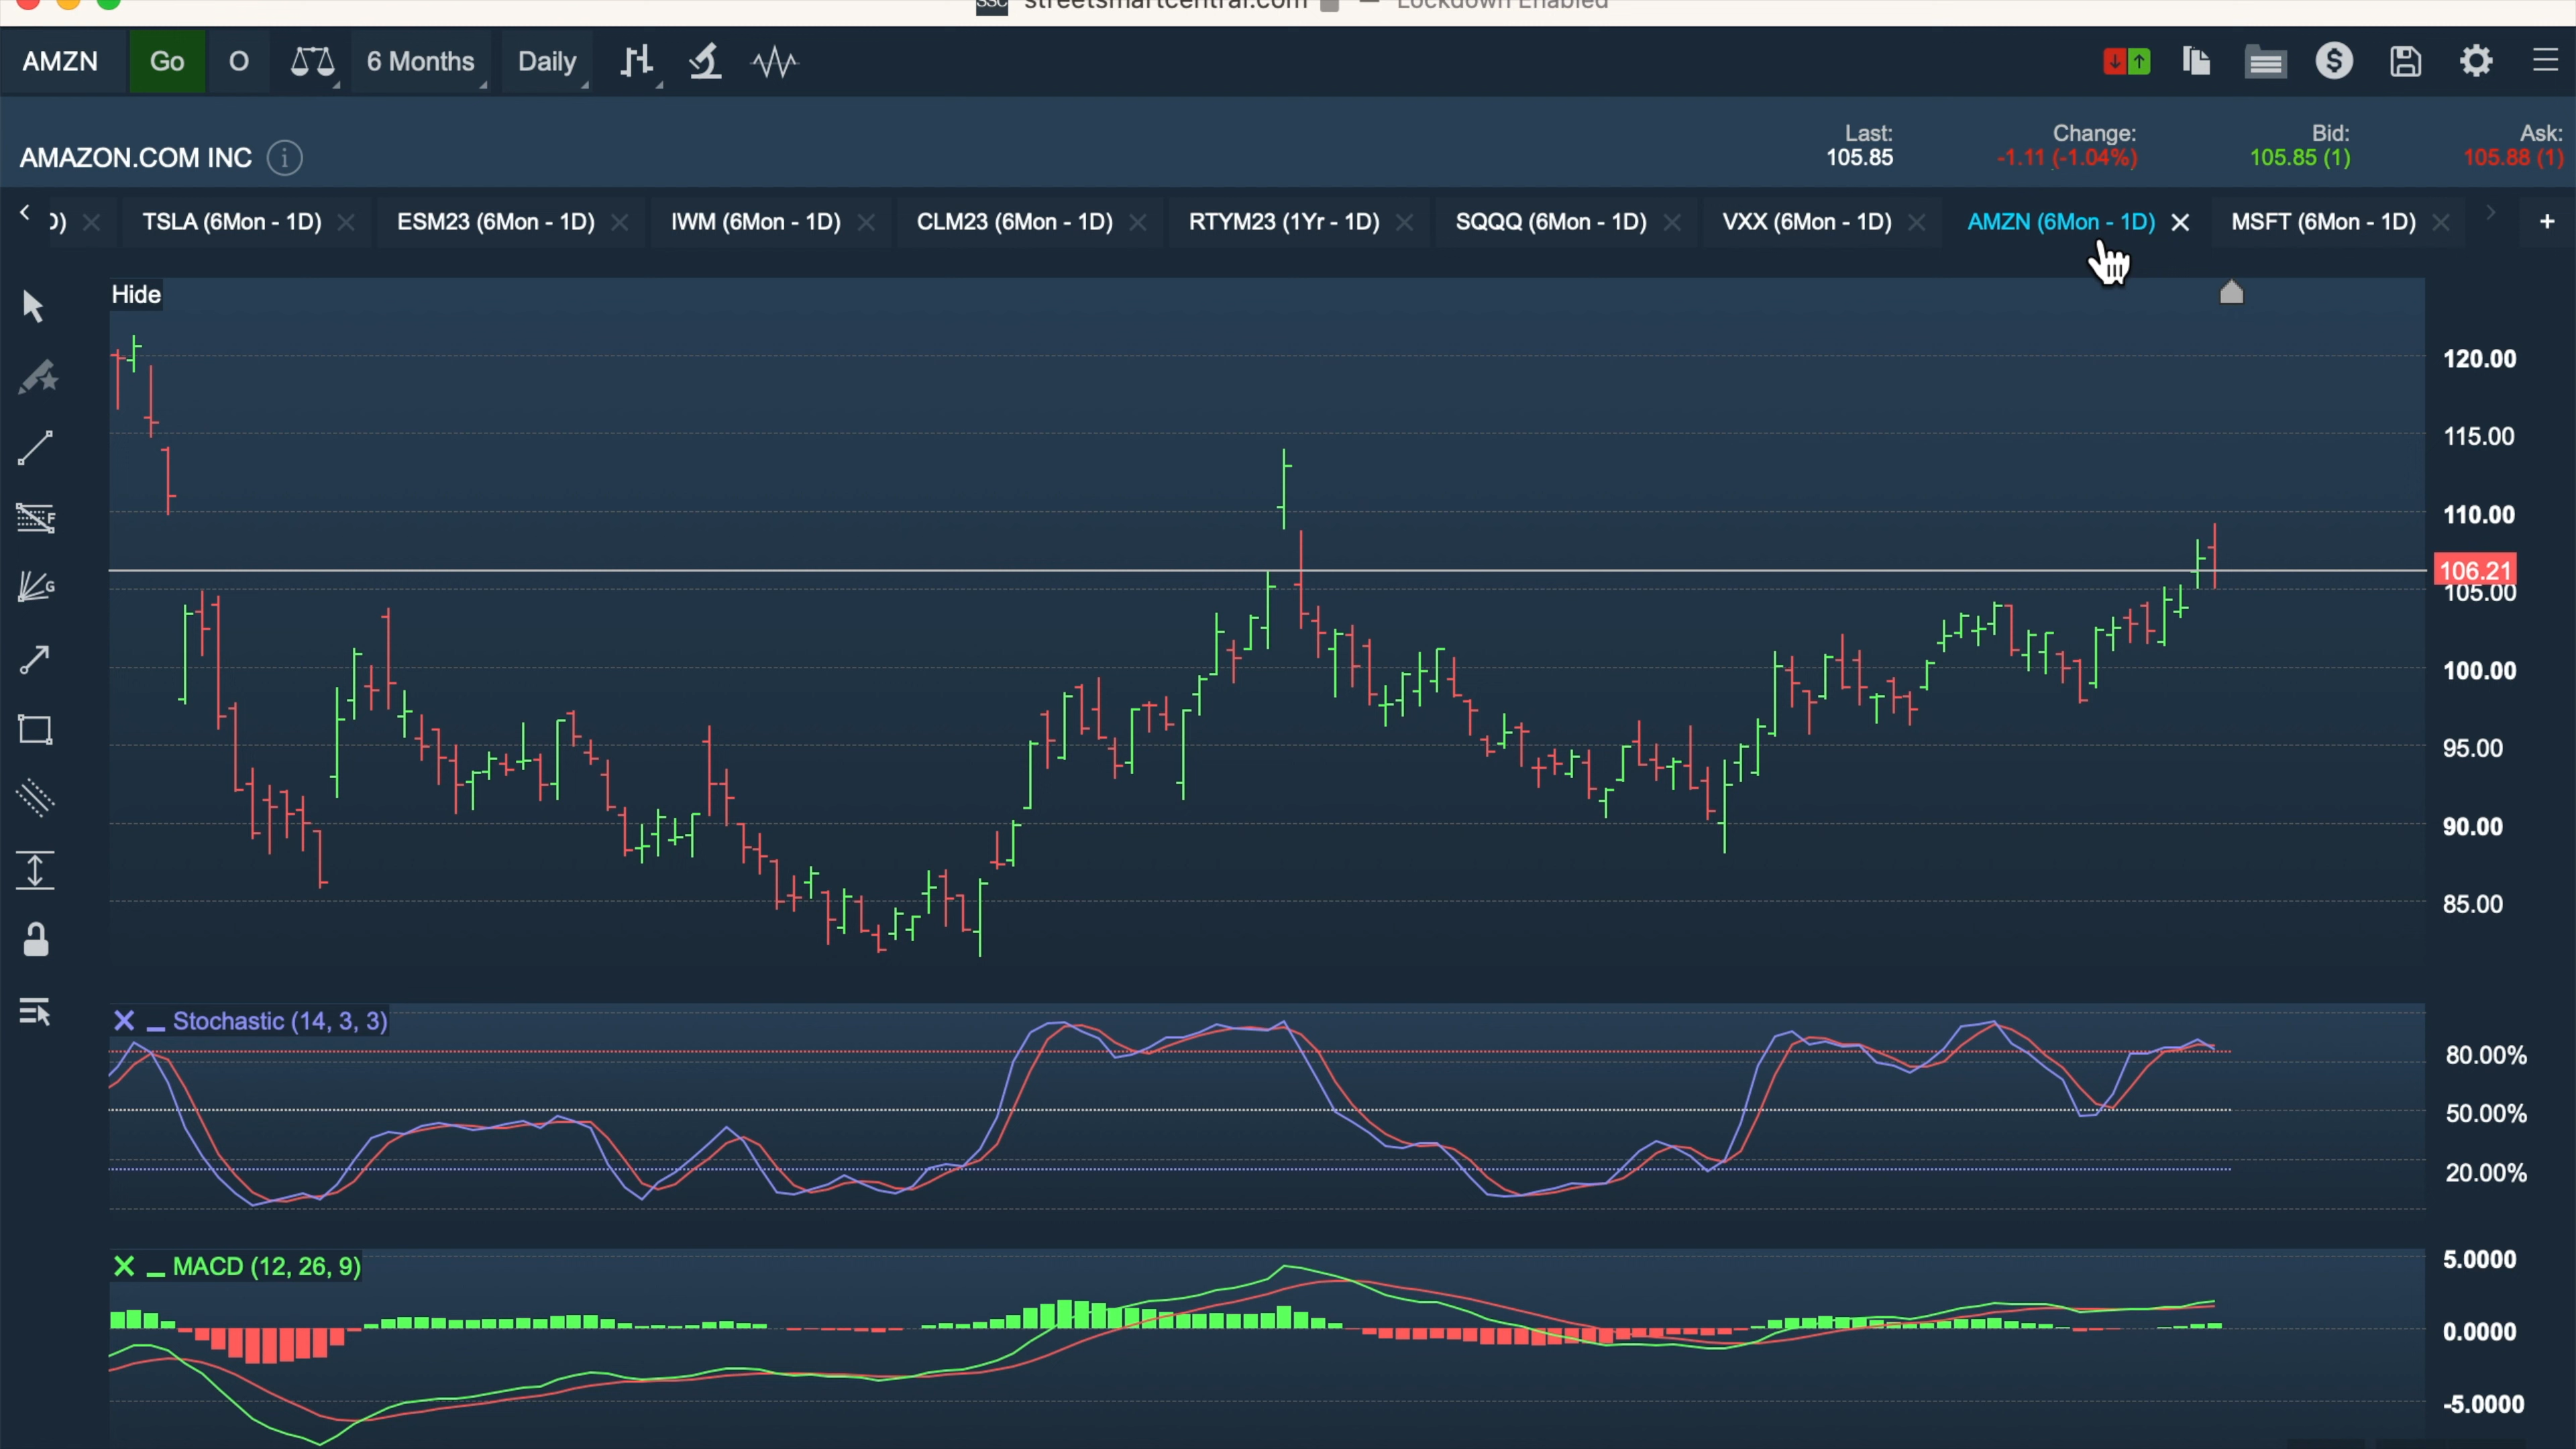 SSC streetsmartcentral.com — Lockdown Enabled
AMZN Go O 6 Months Daily
AMAZON.COM INC i
Last: Change: Bid: Ask:
105.85 -1.11 (-1.04%) 105.85 (1) 105.88 (1)
D) TSLA (6Mon - 1D) ESM23 (6Mon - 1D) IWM (6Mon - 1D) CLM23 (6Mon - 1D) RTYM23 (1Yr - 1D) SQQQ (6Mon - 1D) VXX (6Mon - 1D) AMZN (6Mon - 1D) MSFT (6Mon - 1D) +
Hide
120.00
115.00
110.00
106.21
105.00
100.00
95.00
90.00
85.00
F
G
Stochastic (14, 3, 3)
80.00%
50.00%
20.00%
MACD (12, 26, 9)
5.0000
0.0000
-5.0000